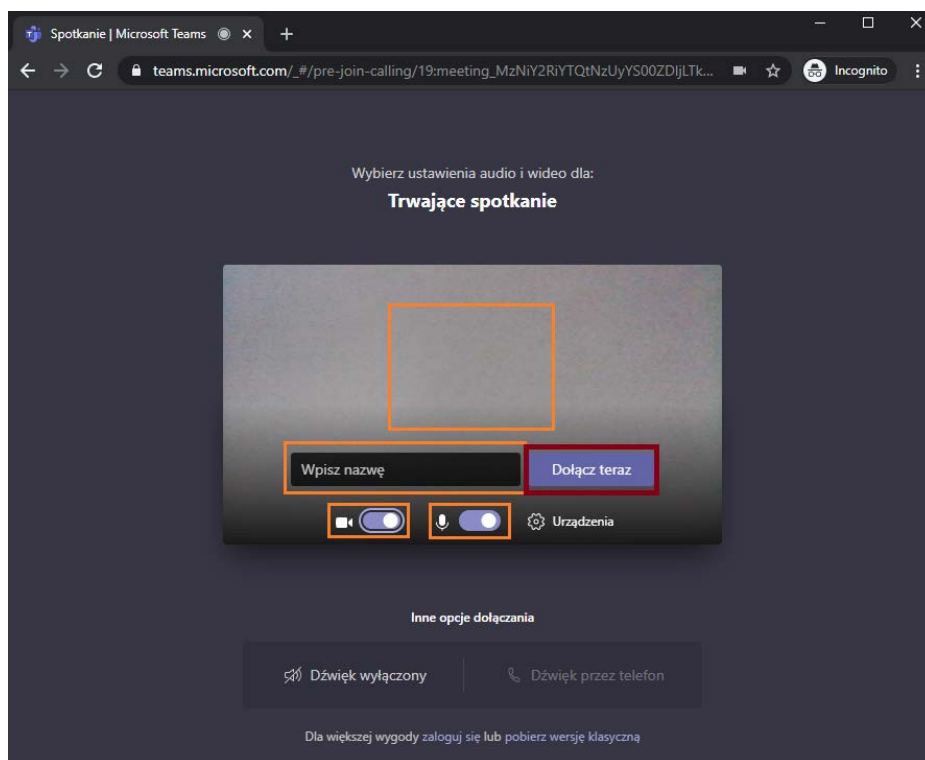 Spotkanie | Microsoft Teams
teams.microsoft.com/_#/pre-join-calling/19:meeting_MzNiY2RiYTQtNzUyYS00ZDljLTk...
Incognito
Wybierz ustawienia audio i wideo dla:
Trwające spotkanie
Wpisz nazwę
Dołącz teraz
Urządzenia
Inne opcje dołączania
Dźwięk wyłączony
Dźwięk przez telefon
Dla większej wygody zaloguj się lub pobierz wersję klasyczną